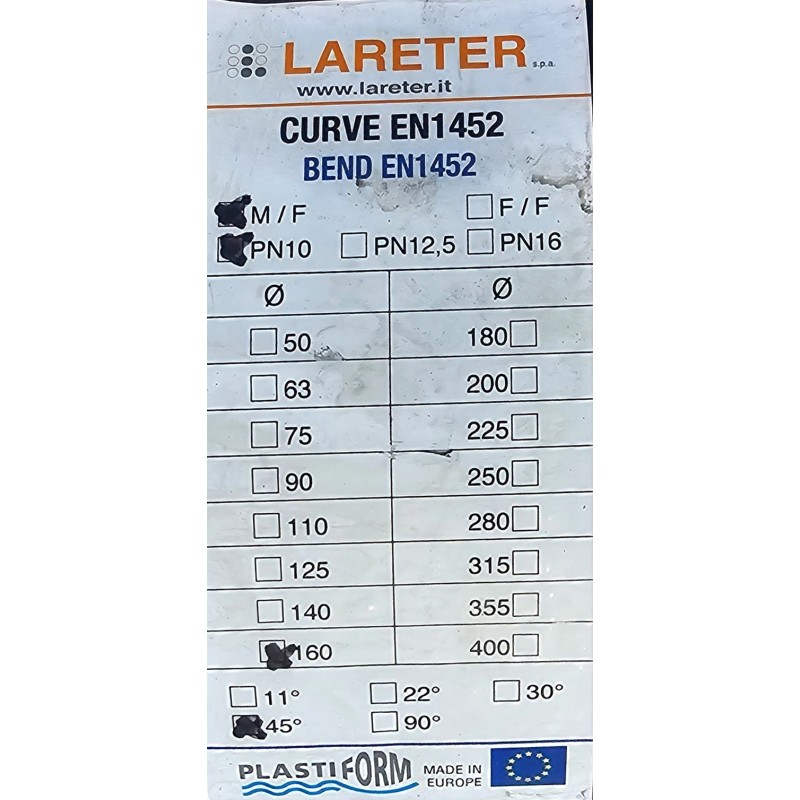 LARETER s.p.a.
www.lareter.it
CURVE EN1452
BEND EN1452
M / F F / F
PN10 PN12,5 PN16
Ø Ø
50 180
63 200
75 225
90 250
110 280
125 315
140 355
160 400
11° 22° 30°
45° 90°
PLASTIFORM MADE IN
EUROPE